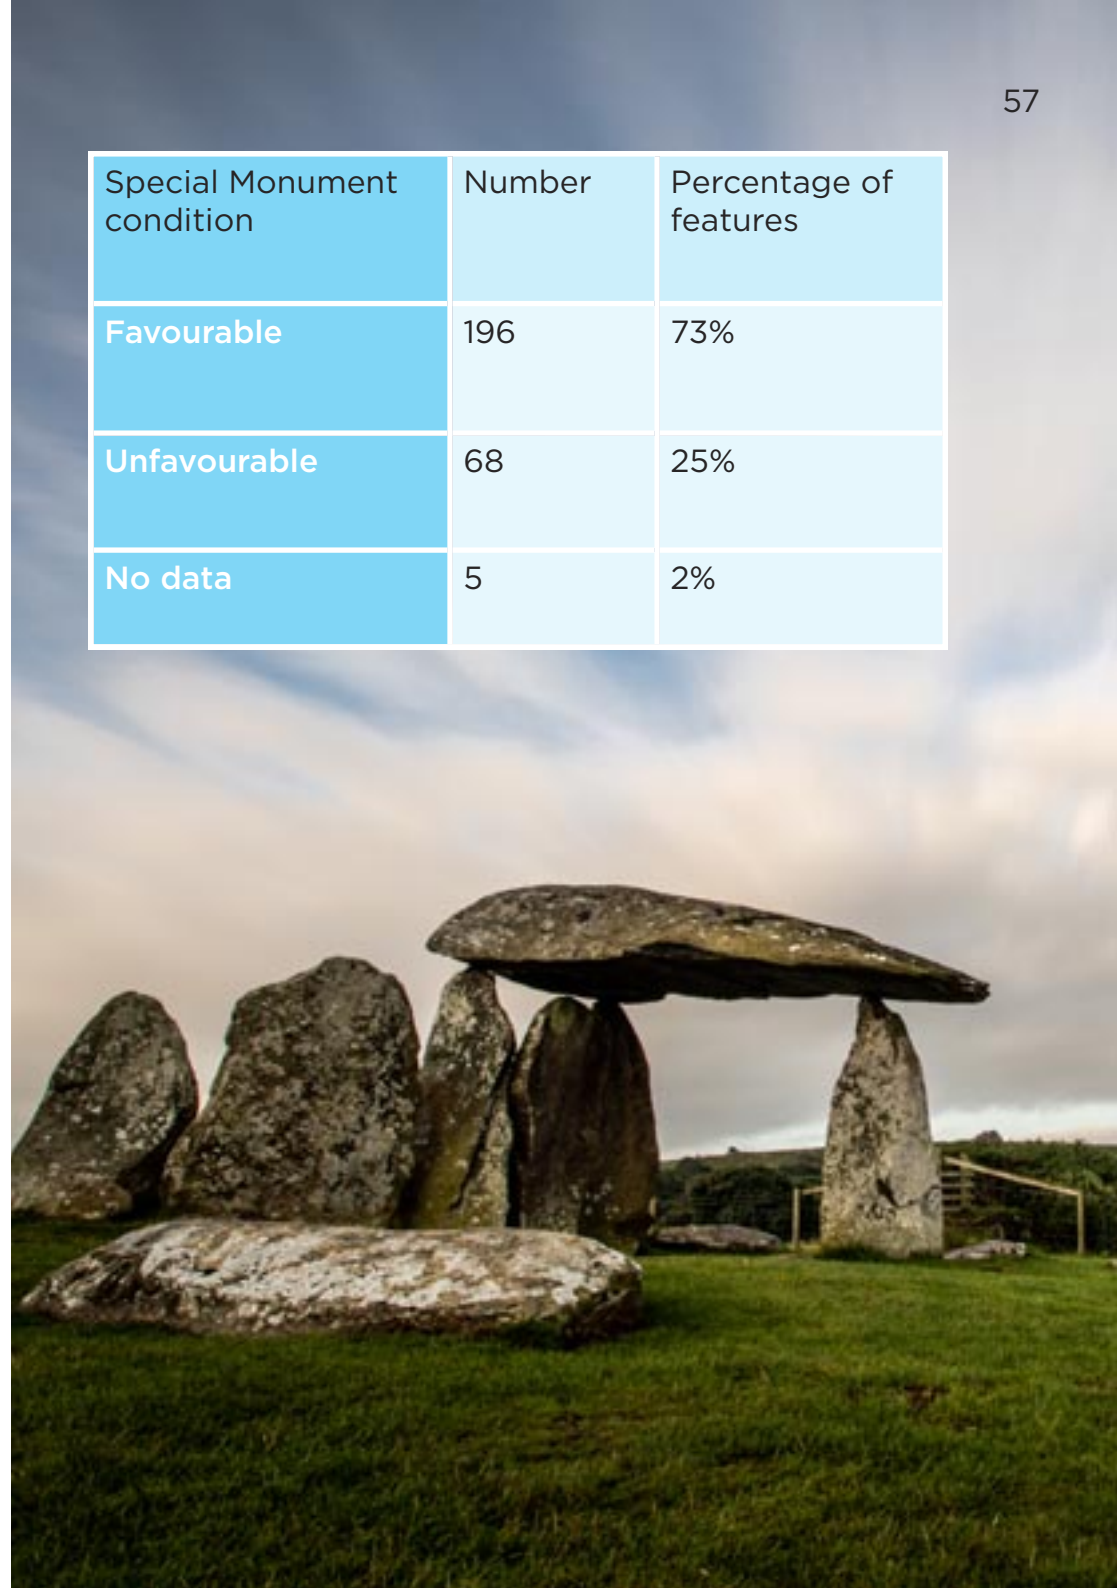 57
Special Monument condition Number Percentage of features
Favourable 196 73%
Unfavourable 68 25%
No data 5 2%